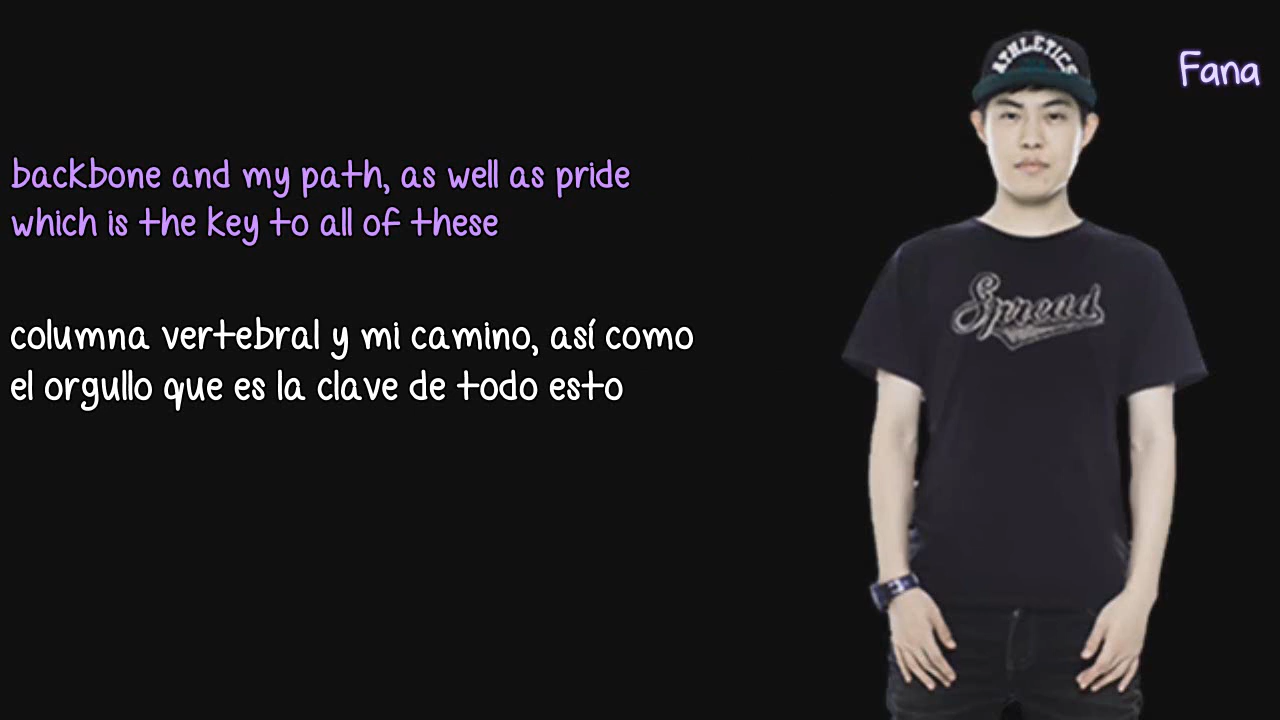 Fana
ATHLETICS
backbone and my path, as well as pride
which is the key to all of these
Spread
columna vertebral y mi camino, así como
el orgullo que es la clave de todo esto